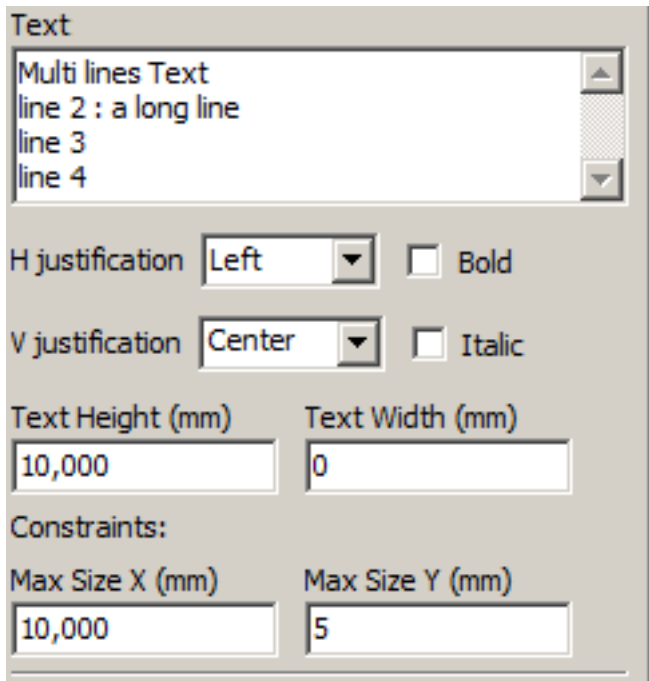 Text
Multi lines Text
line 2 : a long line
line 3
line 4
H justification Left Bold
V justification Center Italic
Text Height (mm) Text Width (mm)
10,000 0
Constraints:
Max Size X (mm) Max Size Y (mm)
10,000 5